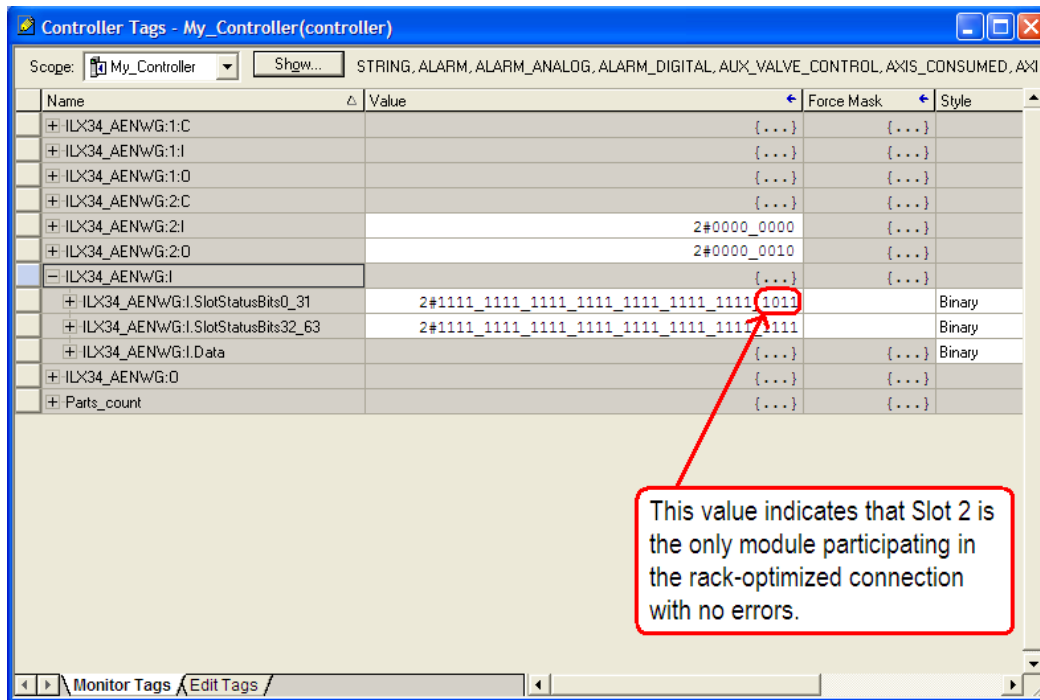 Controller Tags - My_Controller(controller)
Scope: My_Controller Show... STRING, ALARM, ALARM_ANALOG, ALARM_DIGITAL, AUX_VALVE_CONTROL, AXIS_CONSUMED, AXI
Name Value Force Mask Style
ILX34_AENWG:1:C {...} {...}
ILX34_AENWG:1:I {...} {...}
ILX34_AENWG:1:O {...} {...}
ILX34_AENWG:2:C {...} {...}
ILX34_AENWG:2:I 2#0000_0000 {...}
ILX34_AENWG:2:O 2#0000_0010 {...}
ILX34_AENWG:I {...} {...}
ILX34_AENWG:I.SlotStatusBits0_31 2#1111_1111_1111_1111_1111_1111_1111_1011 Binary
ILX34_AENWG:I.SlotStatusBits32_63 2#1111_1111_1111_1111_1111_1111_1111_1111 Binary
ILX34_AENWG:I.Data {...} {...} Binary
ILX34_AENWG:O {...} {...}
Parts_count {...} {...}
This value indicates that Slot 2 is
the only module participating in
the rack-optimized connection
with no errors.
Monitor Tags Edit Tags